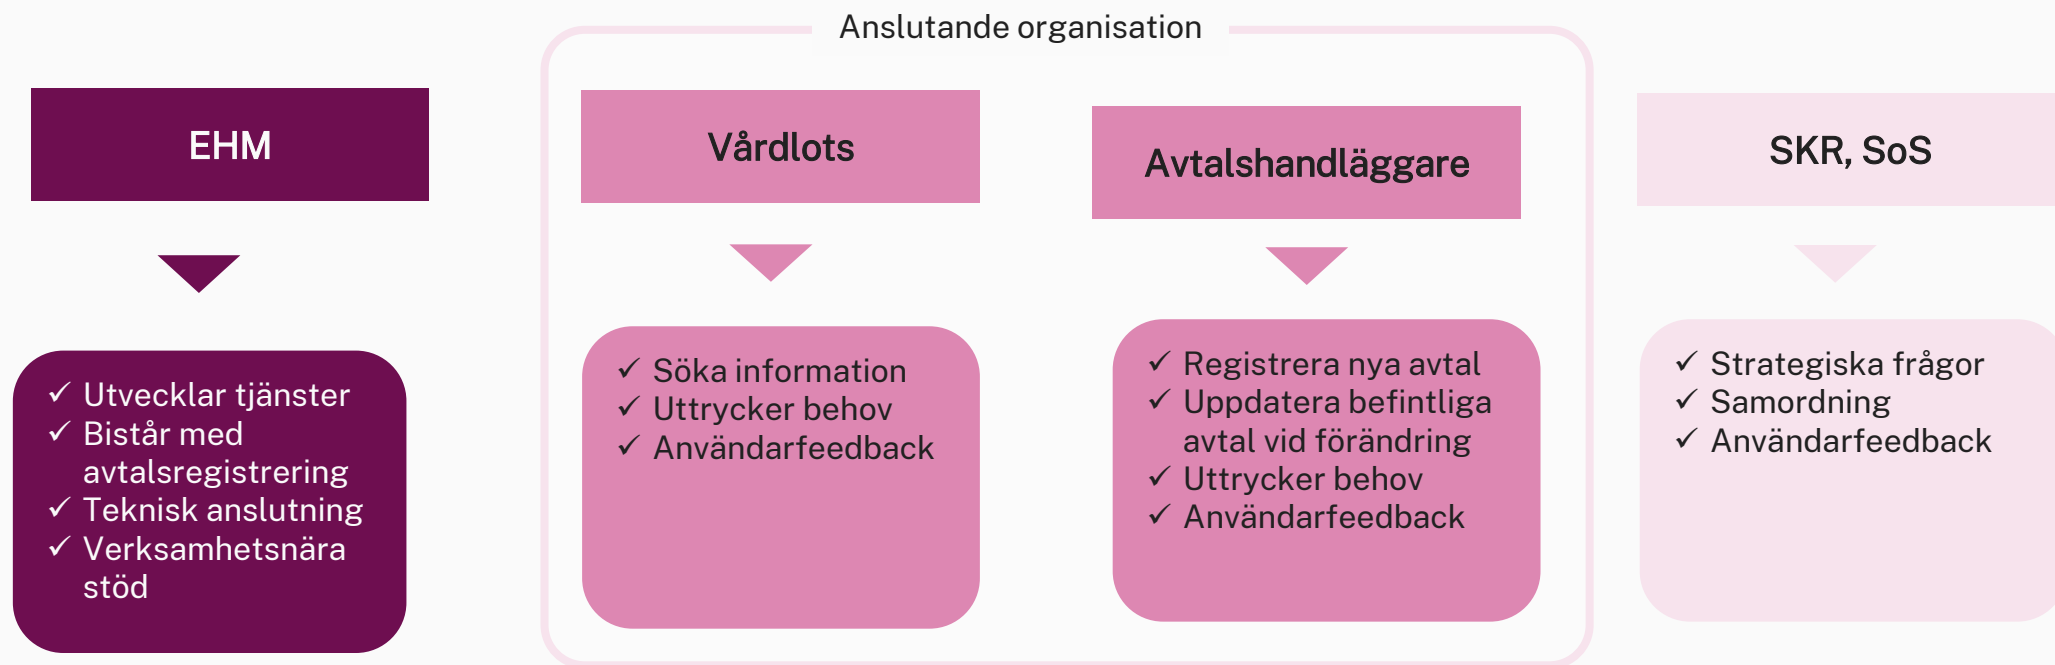 Anslutande organisation
EHM
✓ Utvecklar tjänster
✓ Bistår med
avtalsregistrering
✓ Teknisk anslutning
✓ Verksamhetsnära
stöd
Vårdlots
✓ Söka information
✓ Uttrycker behov
✓ Användarfeedback
Avtalshandläggare
✓ Registrera nya avtal
✓ Uppdatera befintliga
avtal vid förändring
✓ Uttrycker behov
✓ Användarfeedback
SKR, SoS
✓ Strategiska frågor
✓ Samordning
✓ Användarfeedback